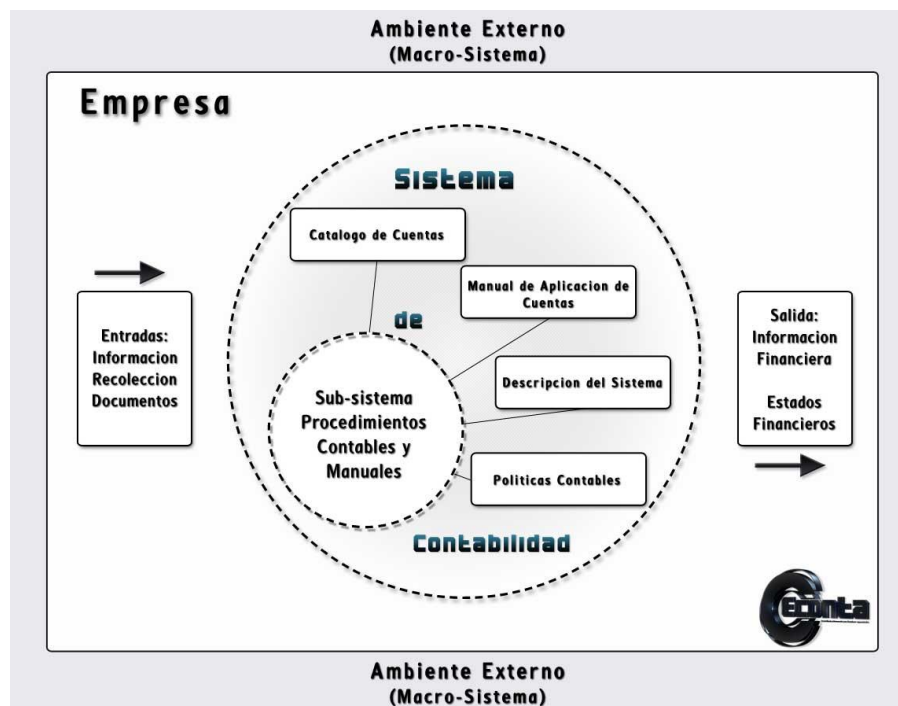 Ambiente Externo
(Macro-Sistema)
Empresa
Sistema
Catalogo de Cuentas
Manual de Aplicacion de
Cuentas
de
Entradas:
Informacion
Recoleccion
Documentos
Salida:
Informacion
Financiera
Estados
Financieros
Descripcion del Sistema
Sub-sistema
Procedimientos
Contables y
Manuales
Politicas Contables
Contabilidad
Econta
Ambiente Externo
(Macro-Sistema)